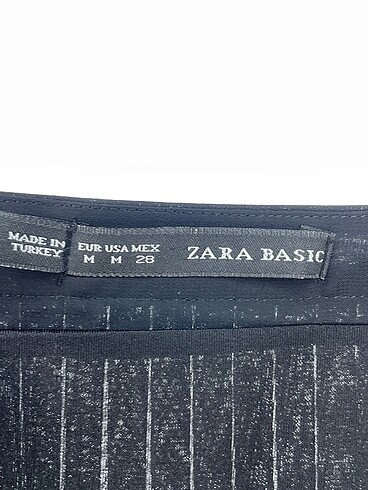 MADE IN
TURKEY
EUR USA MEX
M M 28
ZARA BASIC